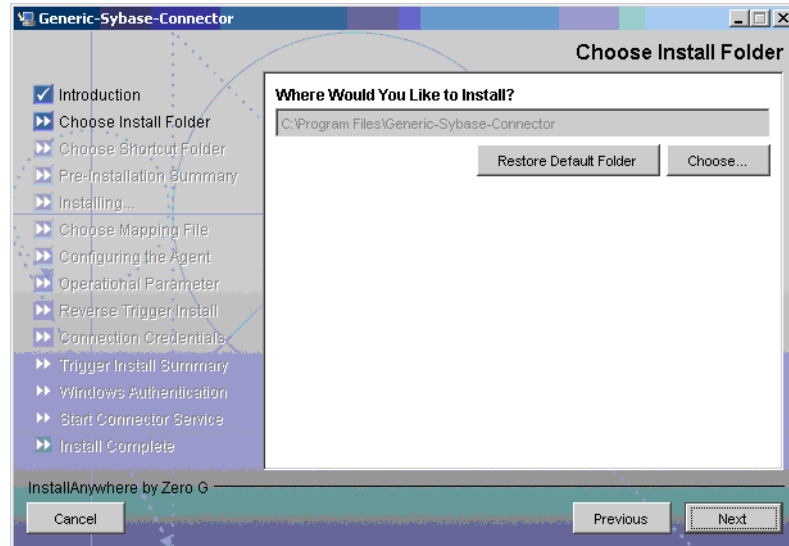 Generic-Sybase-Connector
Choose Install Folder
Introduction
Choose Install Folder
Choose Shortcut Folder
Pre-Installation Summary
Installing...
Choose Mapping File
Configuring the Agent
Operational Parameter
Reverse Trigger Install
Connection Credentials
Trigger Install Summary
Windows Authentication
Start Connector Service
Install Complete
Where Would You Like to Install?
C:\Program Files\Generic-Sybase-Connector
Restore Default Folder
Choose...
InstallAnywhere by Zero G
Cancel
Previous
Next